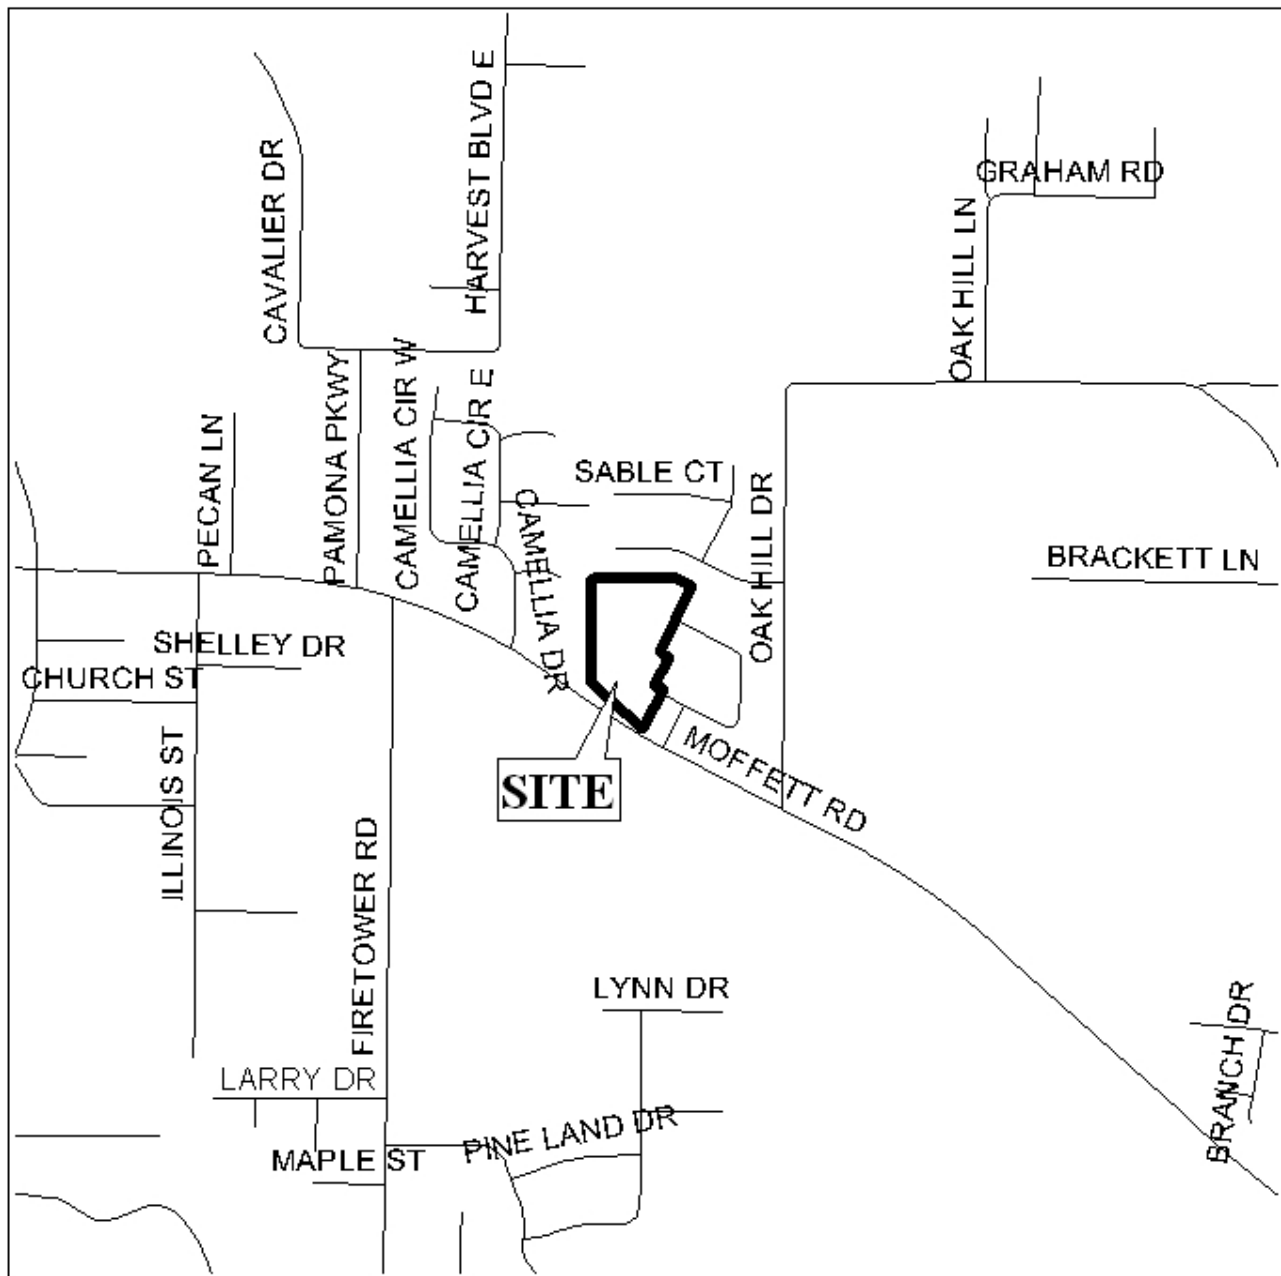 HARVEST BLVD E
CAVALIER DR
GRAHAM RD
OAK HILL LN
PAMONA PKWY
CAMELLIA CIR W
CAMELLIA CIR E
PECAN LN
SABLE CT
CAMELLIA DR
OAK HILL DR
BRACKETT LN
SHELLEY DR
CHURCH ST
ILLINOIS ST
SITE
MOFFETT RD
FIRETOWER RD
LYNN DR
BRANCH DR
LARRY DR
PINE LAND DR
MAPLE ST